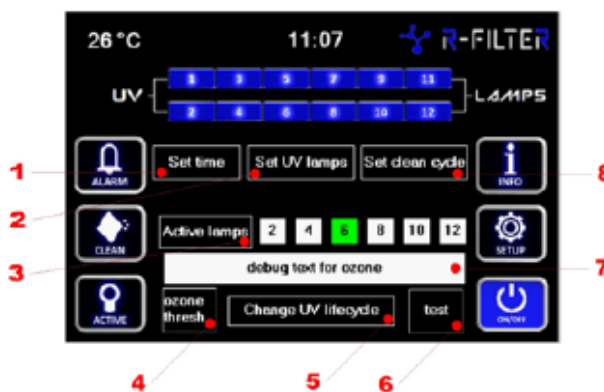 26°C 11:07 R-FILTER
1 3 5 7 9 11
UV LAMPS
2 4 6 8 10 12
1 ALARM Set time Set UV lamps Set clean cycle INFO 8
2
CLEAN Active lamps 2 4 6 8 10 12 SETUP
3
debug text for ozone 7
ACTIVE ozone thresh Change UV lifecycle test ON/OFF
4 5 6